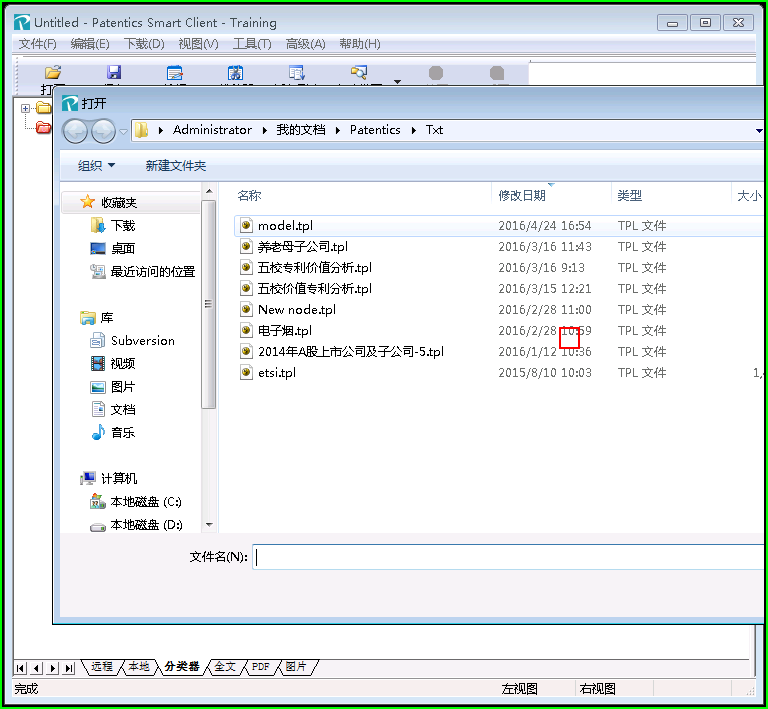 Untitled - Patentics Smart Client - Training
文件(F) 编辑(E) 下载(D) 视图(V) 工具(T) 高级(A) 帮助(H)
打开
Administrator 我的文档 Patentics Txt
组织 新建文件夹
名称 修改日期 类型 大小
收藏夹
下载
桌面
最近访问的位置
库
Subversion
视频
图片
文档
音乐
计算机
本地磁盘 (C:)
本地磁盘 (D:)
model.tpl 2016/4/24 16:54 TPL 文件
养老母子公司.tpl 2016/3/16 11:43 TPL 文件
五校专利价值分析.tpl 2016/3/16 9:13 TPL 文件
五校价值专利分析.tpl 2016/3/15 12:21 TPL 文件
New node.tpl 2016/2/28 11:00 TPL 文件
电子烟.tpl 2016/2/28 10:59 TPL 文件
2014年A股上市公司及子公司-5.tpl 2016/1/12 10:36 TPL 文件
etsi.tpl 2015/8/10 10:03 TPL 文件 1,
文件名(N):
远程 本地 分类器 全文 PDF 图片
完成 左视图 右视图